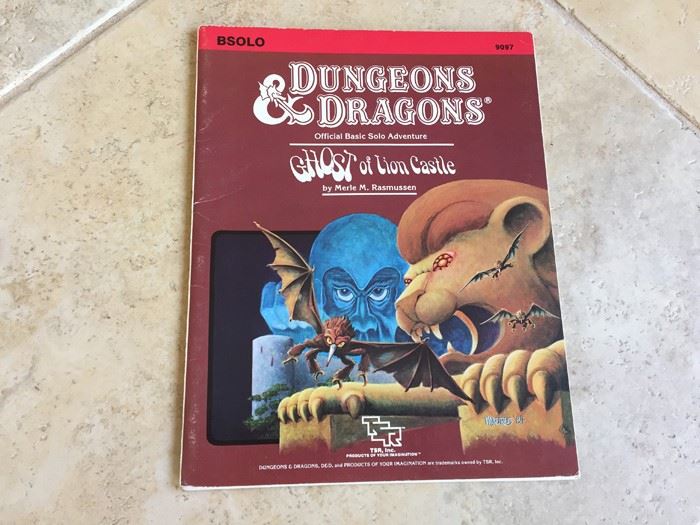 BSOLO
9097
DUNGEONS
& DRAGONS®
Official Basic Solo Adventure
GHOST of Lion Castle
by Merle M. Rasmussen
TSR
TSR, Inc.
PRODUCTS OF YOUR IMAGINATION™
DUNGEONS & DRAGONS, D&D, and PRODUCTS OF YOUR IMAGINATION are trademarks owned by TSR, Inc.